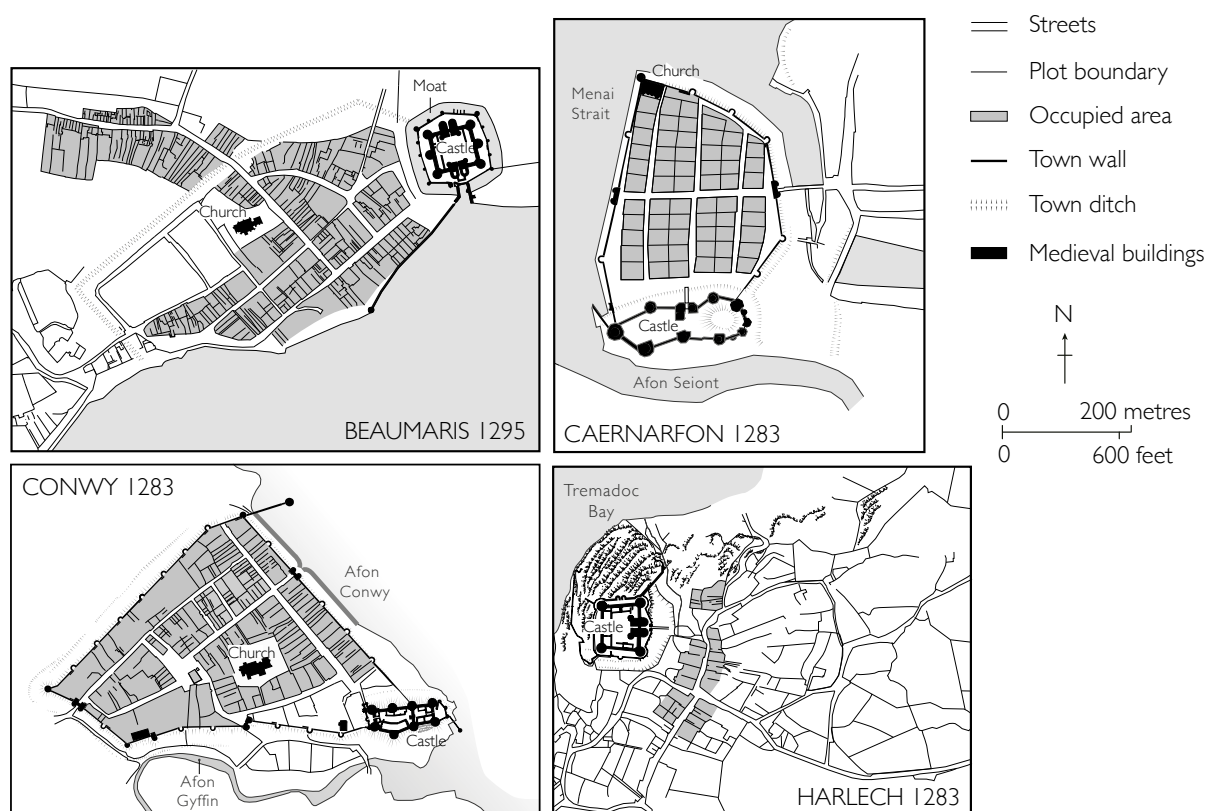 Moat
Castle
Church
BEAUMARIS 1295
Church
Menai
Strait
Castle
Afon Seiont
CAERNARFON 1283
Streets
Plot boundary
Occupied area
Town wall
Town ditch
Medieval buildings
N
0 200 metres
0 600 feet
CONWY 1283
Afon
Conwy
Church
Castle
Afon
Gyffin
Tremadoc
Bay
Castle
HARLECH 1283